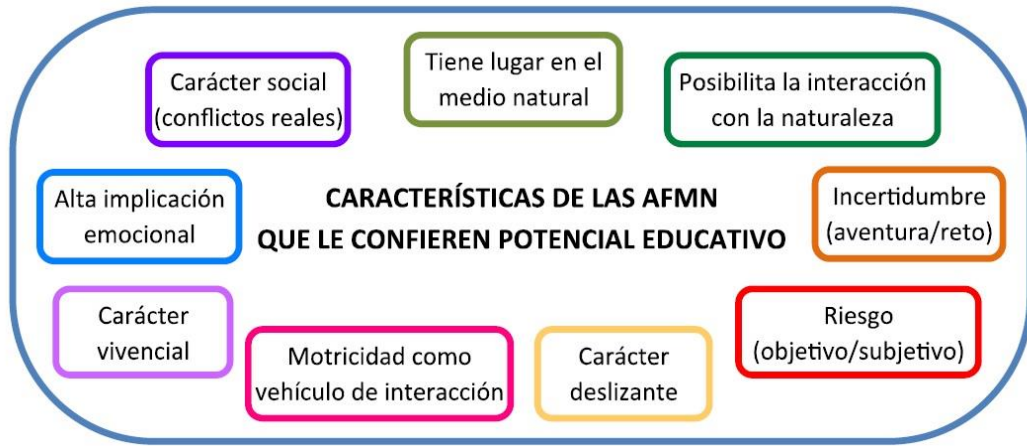 Carácter social
(conflictos reales)
Tiene lugar en el
medio natural
Posibilita la interacción
con la naturaleza
Alta implicación
emocional
CARACTERÍSTICAS DE LAS AFMN
QUE LE CONFIEREN POTENCIAL EDUCATIVO
Incertidumbre
(aventura/reto)
Carácter
vivencial
Motricidad como
vehículo de interacción
Carácter
deslizante
Riesgo
(objetivo/subjetivo)